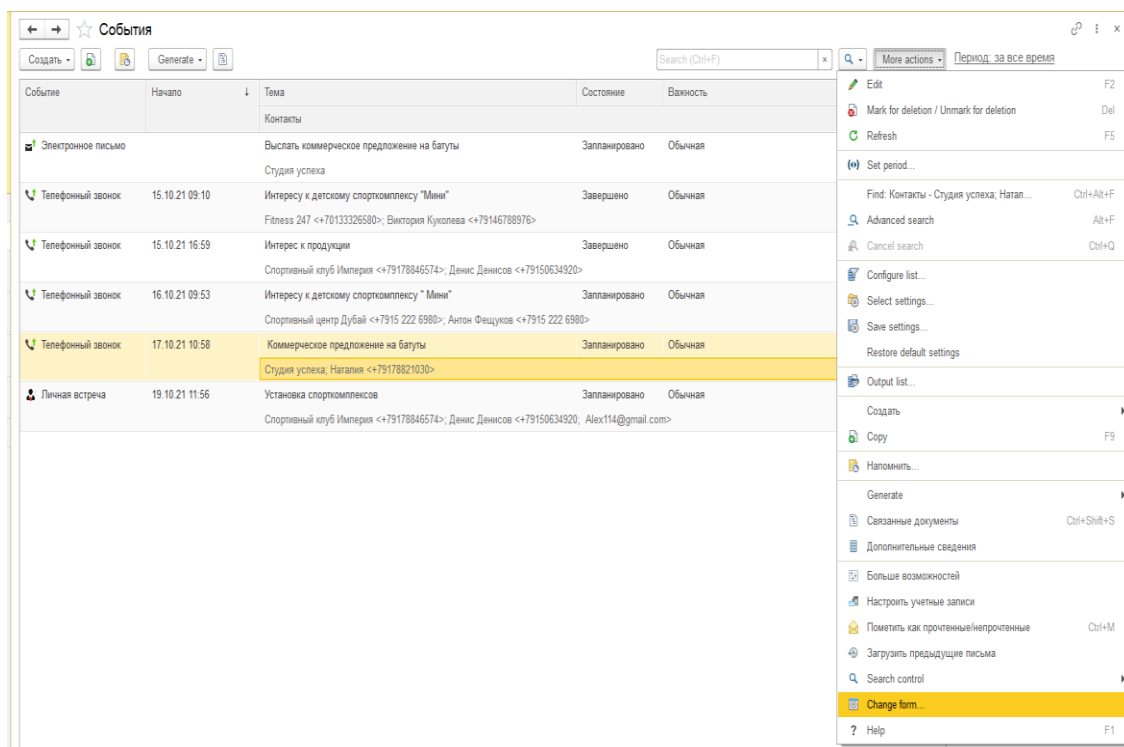 События
Создать
Generate
Search (Ctrl+F)
x
More actions
Период: за все время
Событие Начало ↓ Тема Состояние Важность
Контакты
Электронное письмо Выслать коммерческое предложение на батуты Запланировано Обычная
Студия успеха
Телефонный звонок 15.10.21 09:10 Интересу к детскому спорткомплексу "Мини" Завершено Обычная
Fitness 247 <+70133326580>; Виктория Куколева <+79146788976>
Телефонный звонок 15.10.21 16:59 Интерес к продукции Завершено Обычная
Спортивный клуб Империя <+79178846574>; Денис Денисов <+79150634920>
Телефонный звонок 16.10.21 09:53 Интересу к детскому спорткомплексу " Мини" Запланировано Обычная
Спортивный центр Дубай <+7915 222 6980>; Антон Фещуков <+7915 222 6980>
Телефонный звонок 17.10.21 10:58 Коммерческое предложение на батуты Запланировано Обычная
Студия успеха; Наталия <+79178821030>
Личная встреча 19.10.21 11:56 Установка спорткомплексов Запланировано Обычная
Спортивный клуб Империя <+79178846574>; Денис Денисов <+79150634920; Alex114@gmail.com>
Edit F2
Mark for deletion / Unmark for deletion Del
Refresh F5
Set period...
Find: Контакты - Студия успеха; Натал... Ctrl+Alt+F
Advanced search Alt+F
Cancel search Ctrl+Q
Configure list...
Select settings...
Save settings...
Restore default settings
Output list...
Создать
Copy F9
Напомнить...
Generate
Связанные документы Ctrl+Shift+S
Дополнительные сведения
Больше возможностей
Настроить учетные записи
Пометить как прочтенные/непрочтенные Ctrl+M
Загрузить предыдущие письма
Search control
Change form...
Help F1